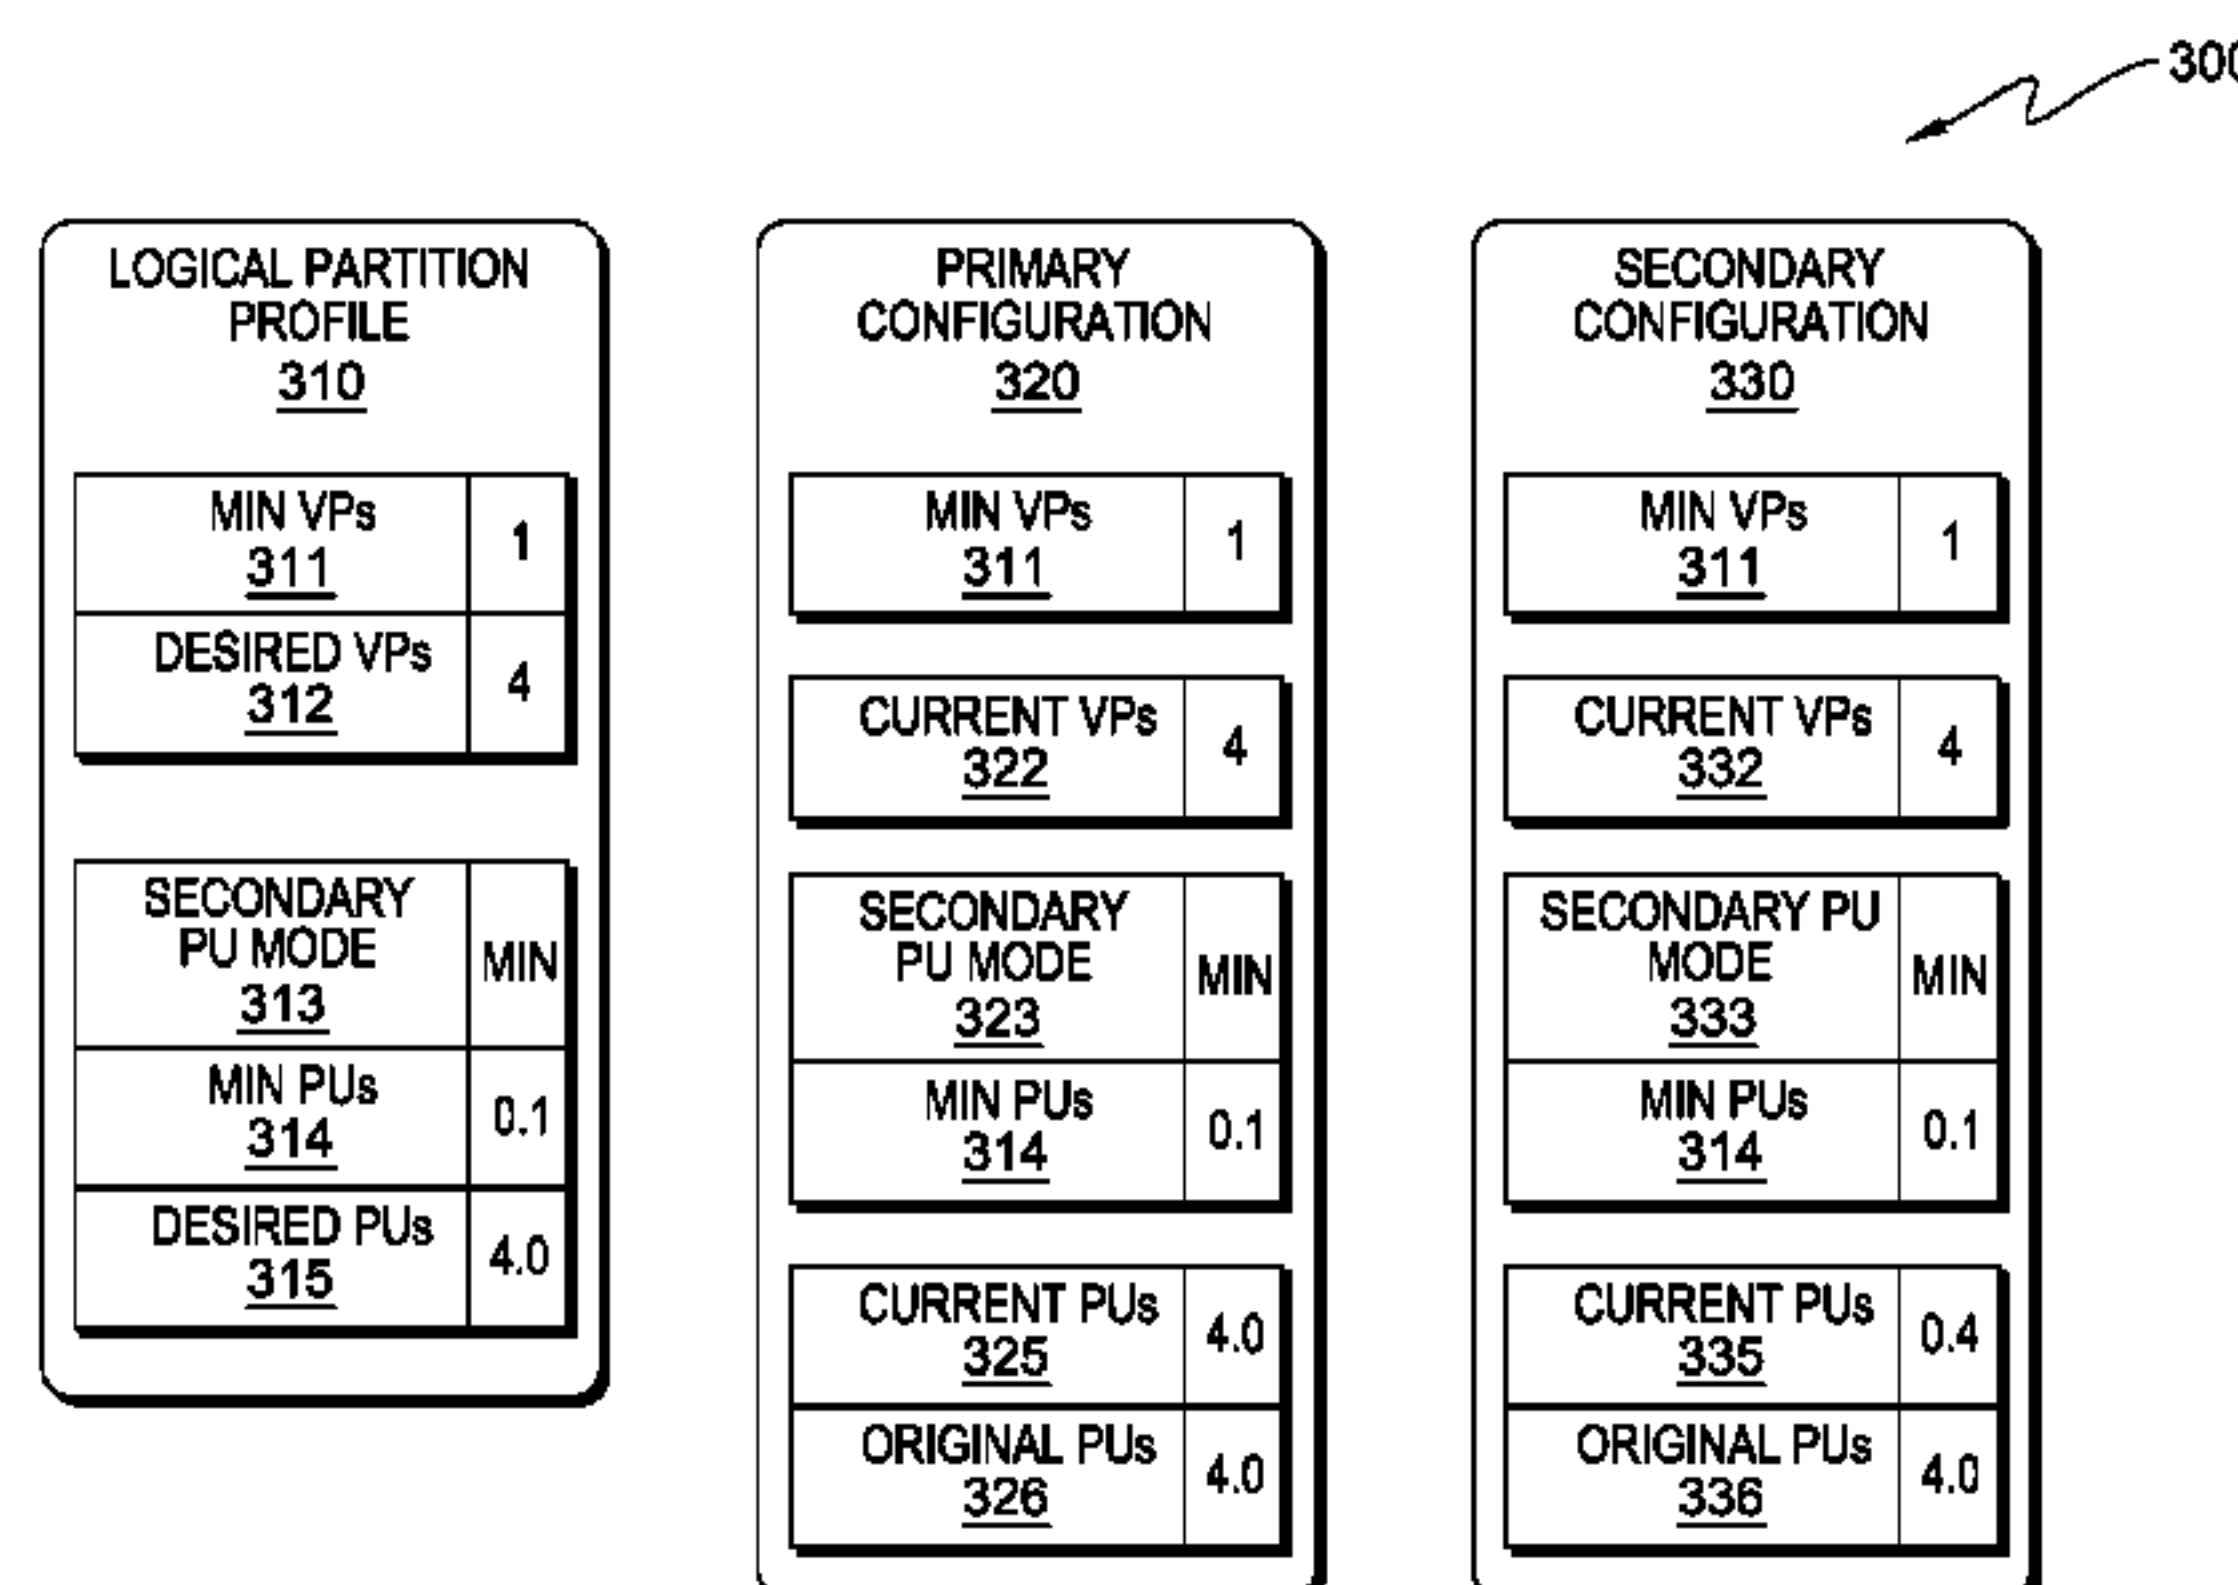 300
LOGICAL PARTITION
PROFILE
310
MIN VPs
311
1
DESIRED VPs
312
4
SECONDARY
PU MODE
313
MIN
MIN PUs
314
0.1
DESIRED PUs
315
4.0
PRIMARY
CONFIGURATION
320
MIN VPs
311
1
CURRENT VPs
322
4
SECONDARY
PU MODE
323
MIN
MIN PUs
314
0.1
CURRENT PUs
325
4.0
ORIGINAL PUs
326
4.0
SECONDARY
CONFIGURATION
330
MIN VPs
311
1
CURRENT VPs
332
4
SECONDARY PU
MODE
333
MIN
MIN PUs
314
0.1
CURRENT PUs
335
0.4
ORIGINAL PUs
336
4.0